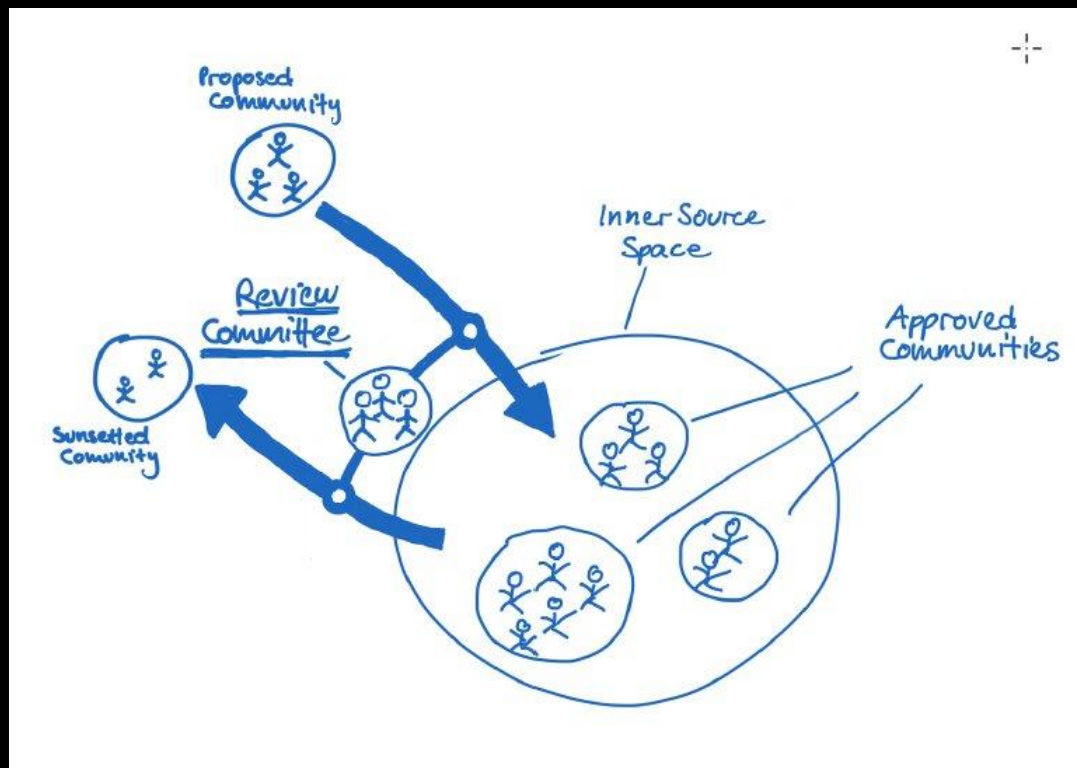 Proposed
Community
Inner Source
Space
Review
Committee
Approved
Communities
Sunsetted
Comunity